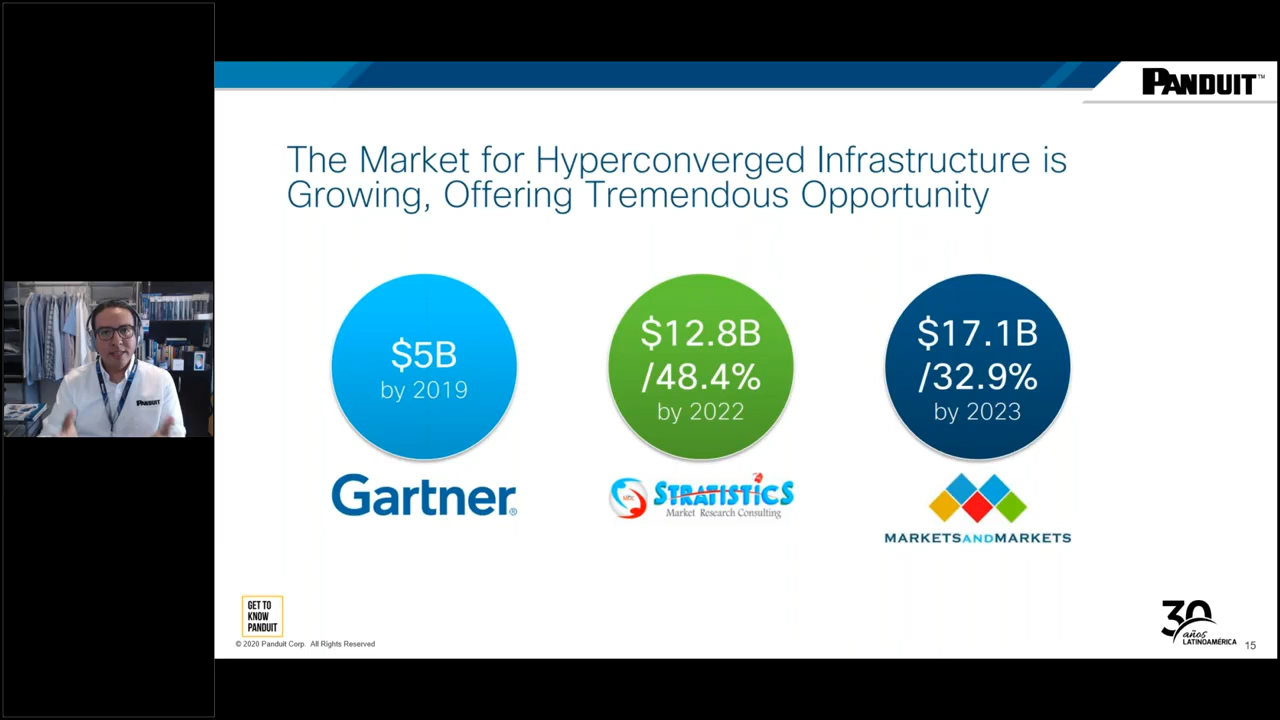 PANDUIT™
The Market for Hyperconverged Infrastructure is
Growing, Offering Tremendous Opportunity
$5B
by 2019
$12.8B
/48.4%
by 2022
$17.1B
/32.9%
by 2023
Gartner®
STRATISTICS
Market Research Consulting
MARKETSANDMARKETS
PANDUIT
GET TO
KNOW
PANDUIT
© 2020 Panduit Corp. All Rights Reserved
30
años
LATINOAMÉRICA
15